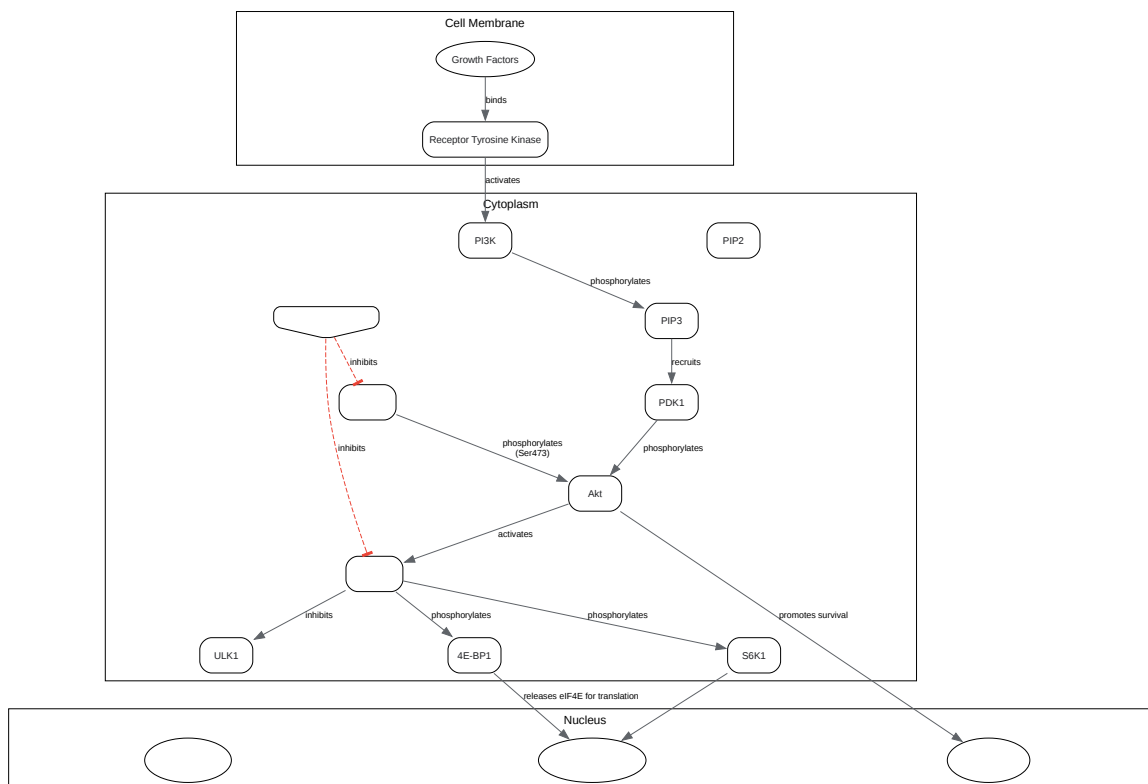 Cell Membrane
Growth Factors
binds
Receptor Tyrosine Kinase
activates
Cytoplasm
PI3K
PIP2
phosphorylates
PIP3
inhibits
recruits
PDK1
phosphorylates
(Ser473)
inhibits
phosphorylates
Akt
activates
inhibits
phosphorylates
phosphorylates
promotes survival
ULK1
4E-BP1
S6K1
releases eIF4E for translation
Nucleus